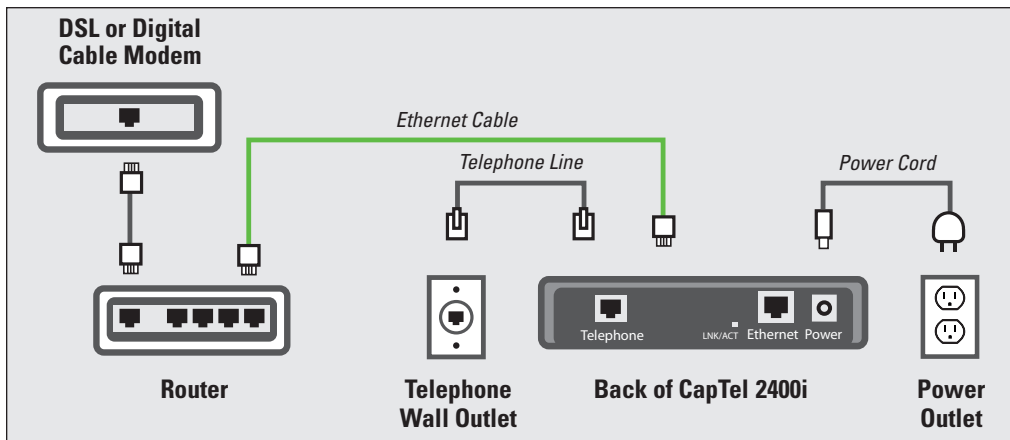 DSL or Digital
Cable Modem
Ethernet Cable
Telephone Line
Power Cord
Telephone
LNK/ACT
Ethernet
Power
Router
Telephone
Wall Outlet
Back of CapTel 2400i
Power
Outlet